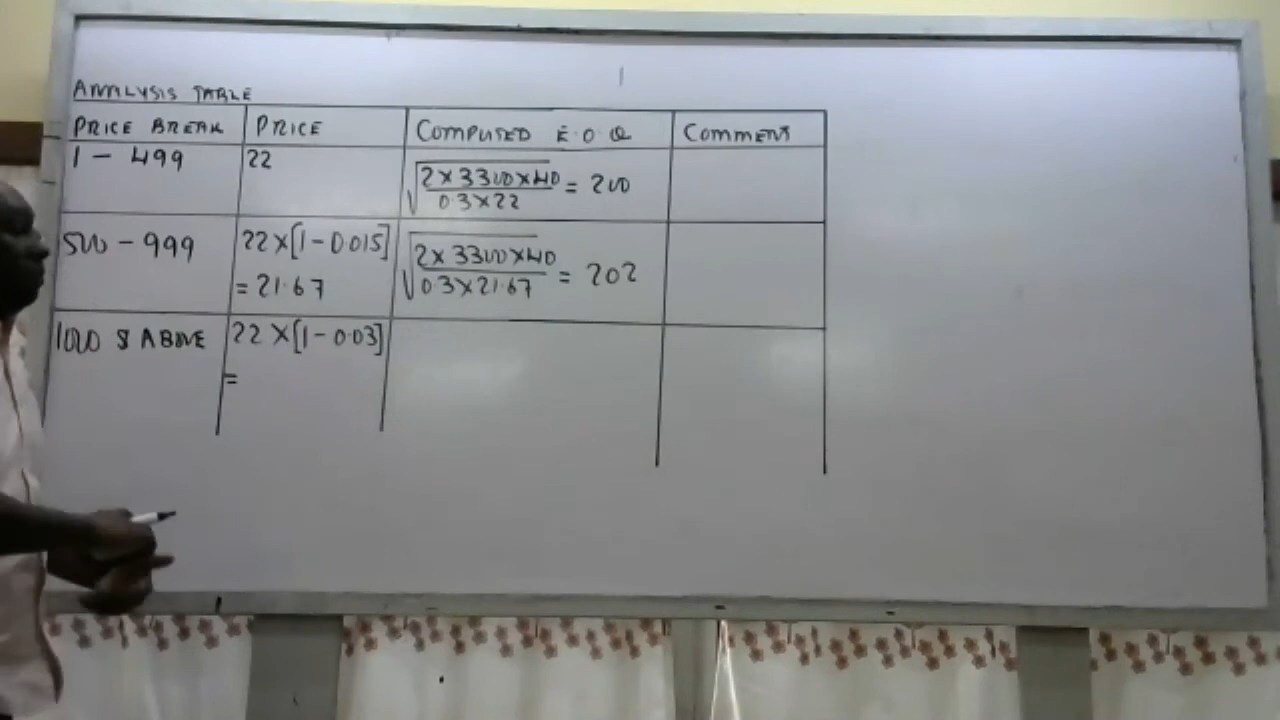 ANALYSIS TABLE
PRICE BREAK PRICE COMPUTED E.O.Q COMMENT
1 - 499 22 √(2 × 3300 × 40 / 0.3 × 22) = 200
500 - 999 22 × [1 - 0.015] = 21.67 √(2 × 3300 × 40 / 0.3 × 21.67) = 202
1000 & ABOVE 22 × [1 - 0.03] =